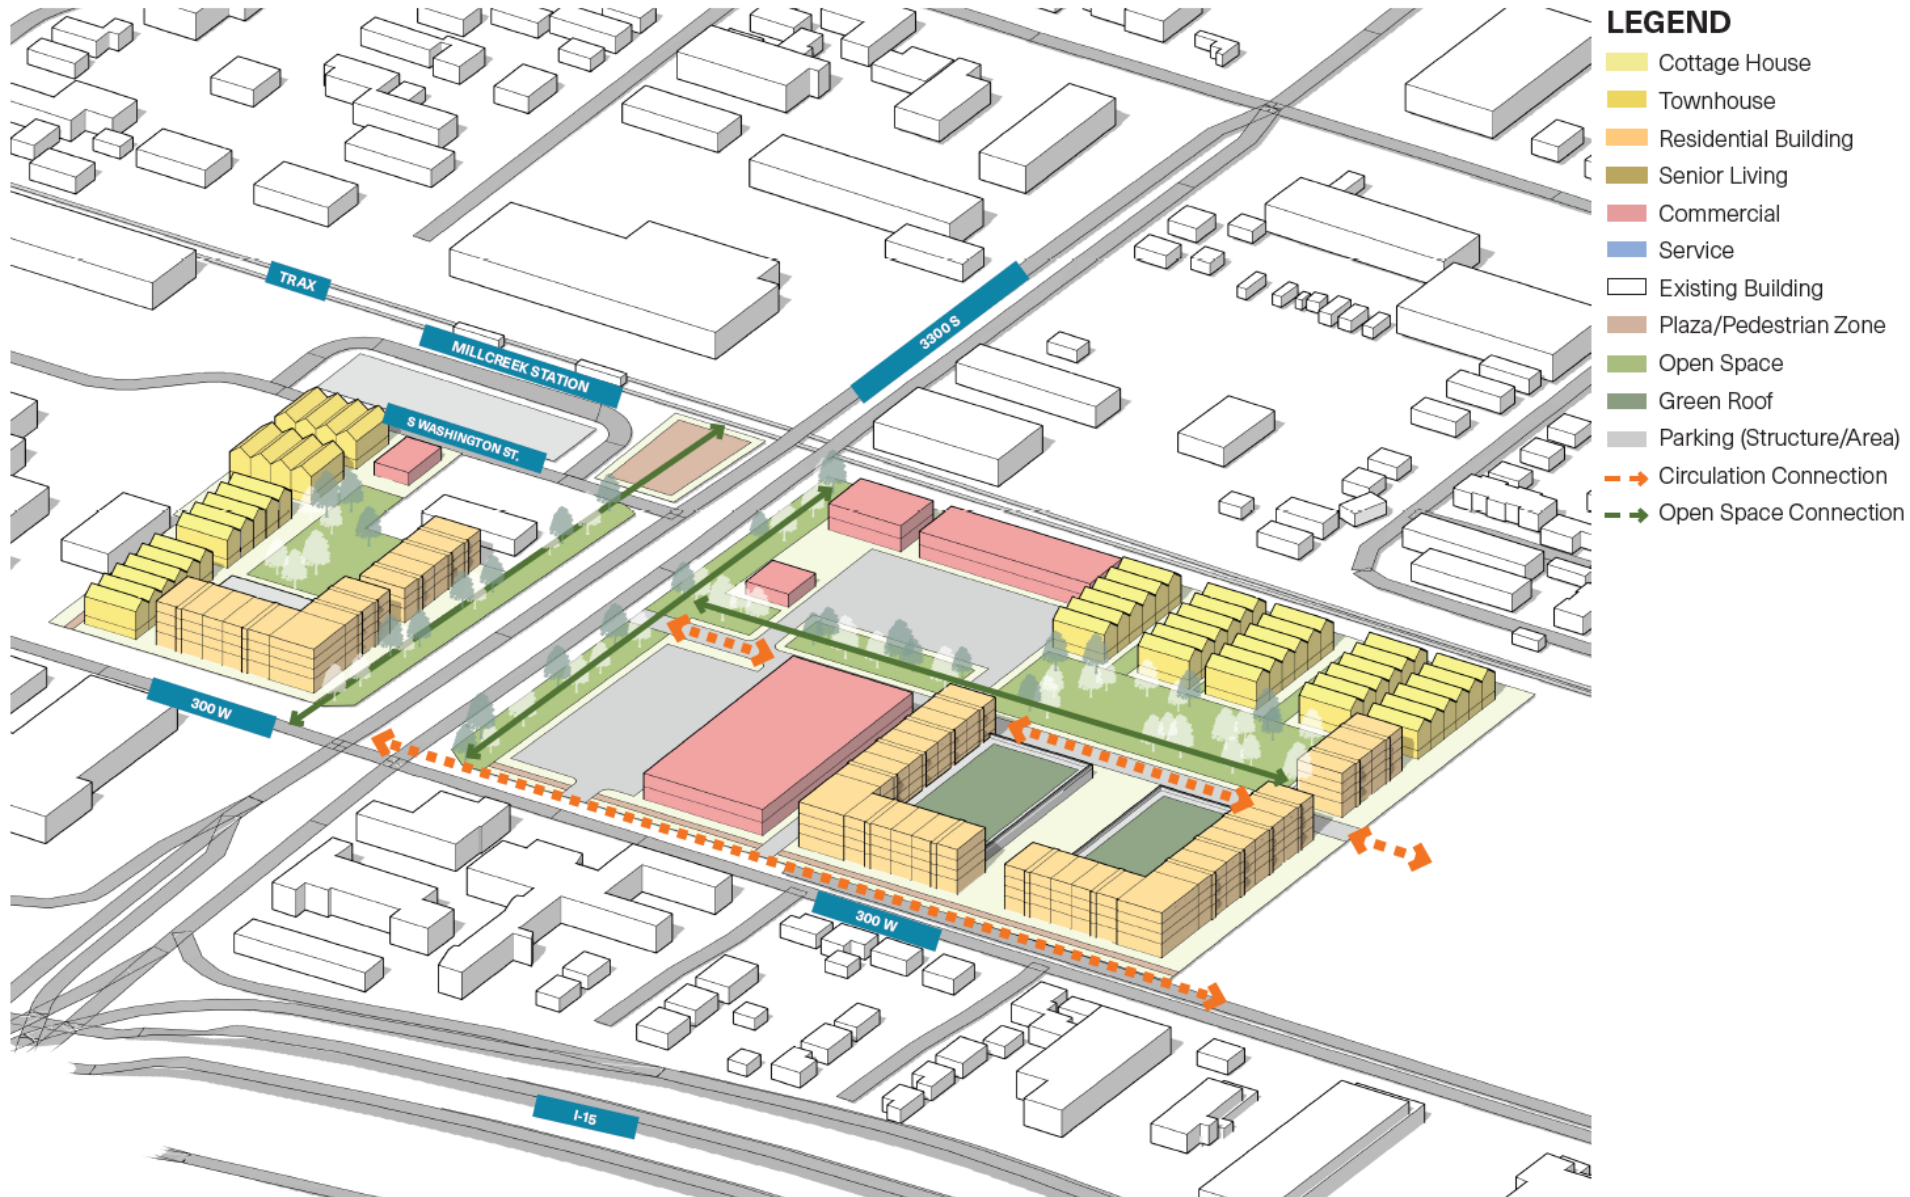 LEGEND
Cottage House
Townhouse
Residential Building
Senior Living
Commercial
Service
Existing Building
Plaza/Pedestrian Zone
Open Space
Green Roof
Parking (Structure/Area)
Circulation Connection
Open Space Connection
TRAX
MILLCREEK STATION
3300 S
S WASHINGTON ST.
300 W
300 W
I-15